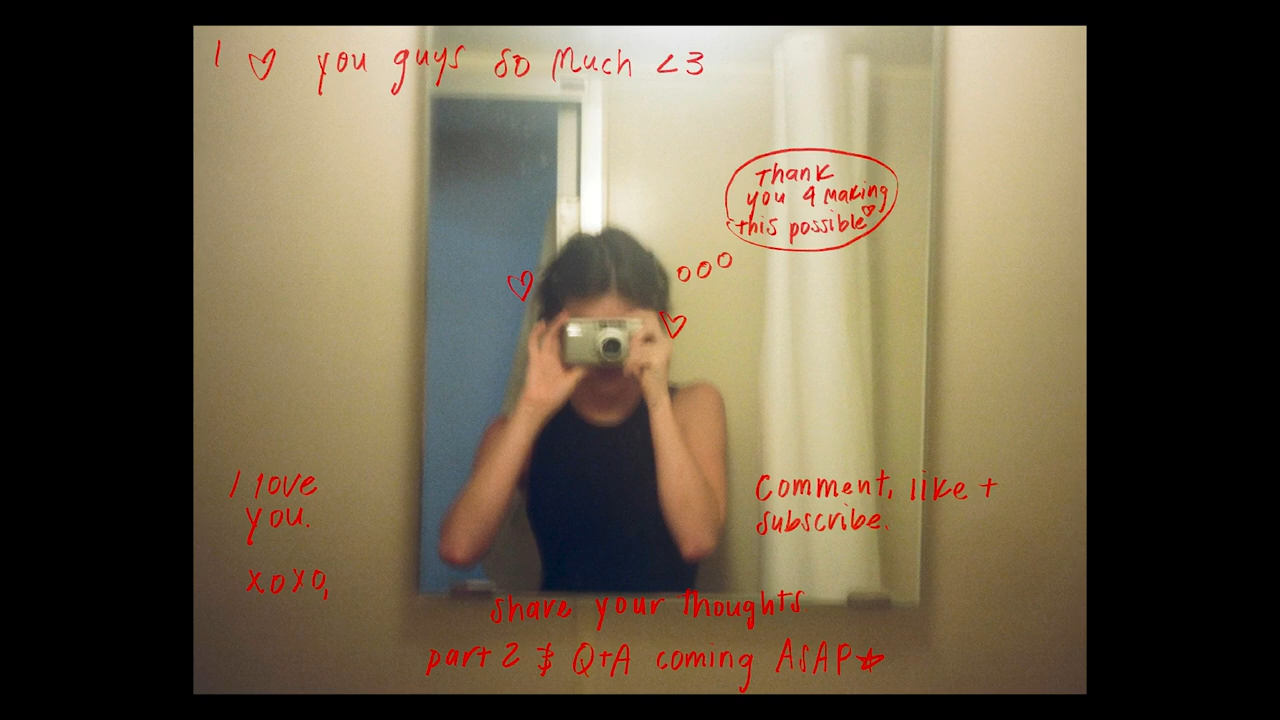 I ♡ you guys so much <3
Thank
you 4 making
this possible ♡
I love
you.
xoxo,
Comment, like +
subscribe.
share your thoughts
part 2 & Q+A coming ASAP ☆